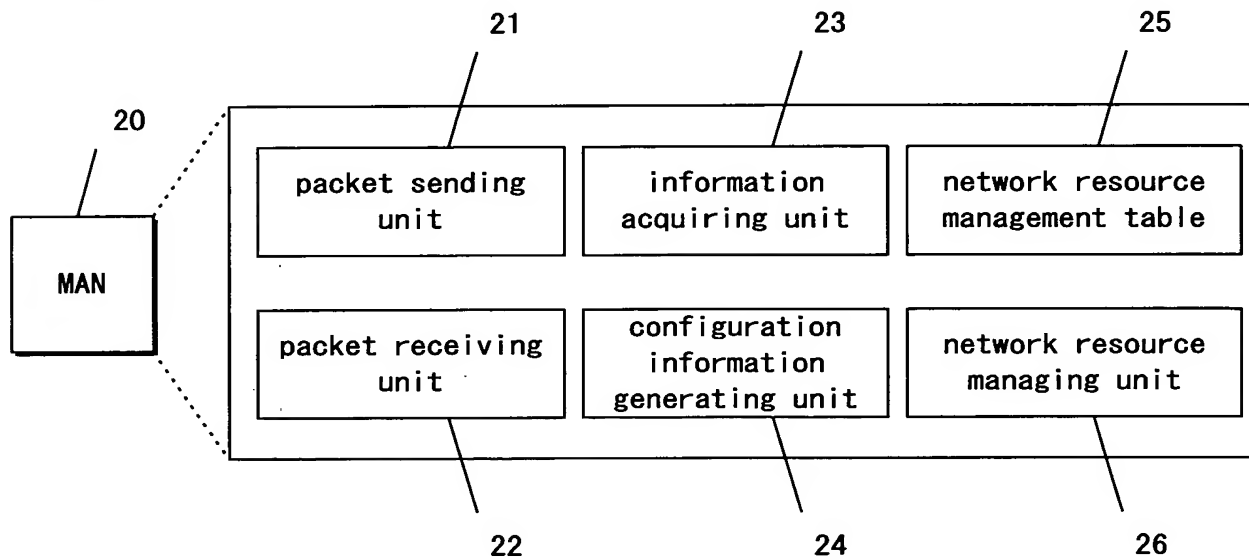 21
23
25
20
packet sending
unit
information
acquiring unit
network resource
management table
MAN
packet receiving
unit
configuration
information
generating unit
network resource
managing unit
22
24
26